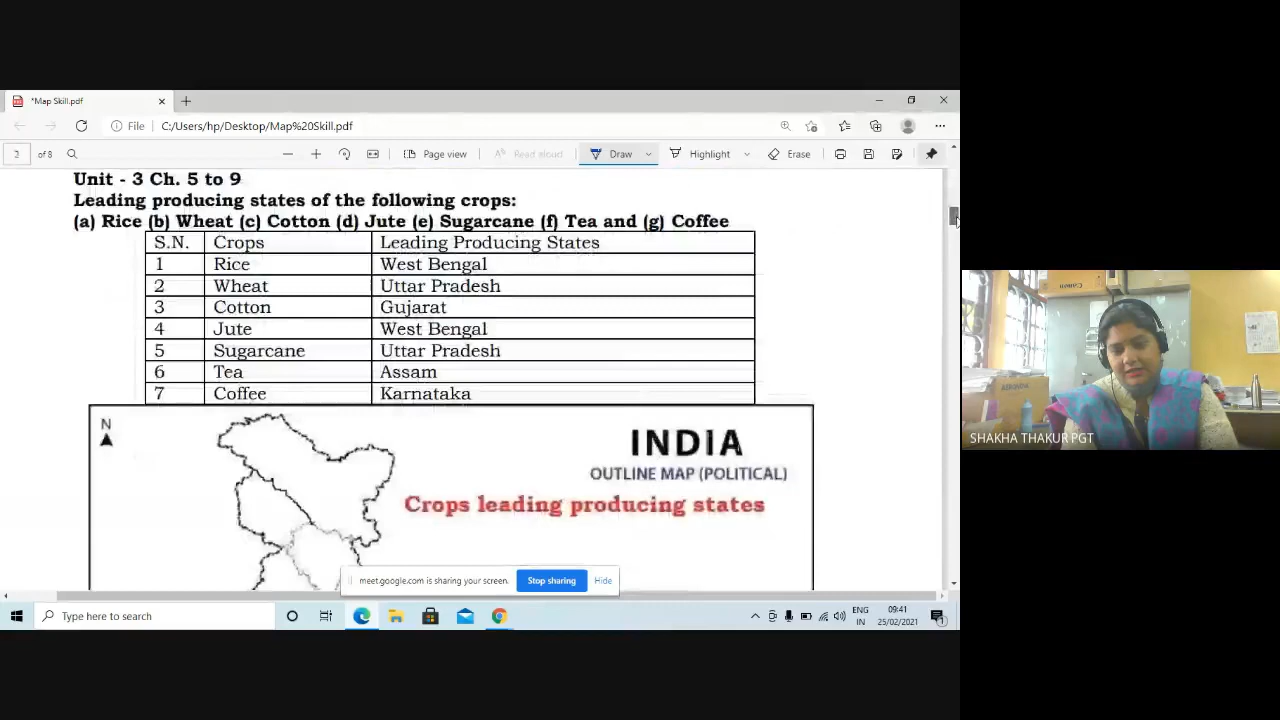 *Map Skill.pdf
File C:/Users/hp/Desktop/Map%20Skill.pdf
of 8 Page view Read aloud Draw Highlight Erase
Unit - 3 Ch. 5 to 9
Leading producing states of the following crops:
(a) Rice (b) Wheat (c) Cotton (d) Jute (e) Sugarcane (f) Tea and (g) Coffee
S.N. Crops Leading Producing States
1 Rice West Bengal
2 Wheat Uttar Pradesh
3 Cotton Gujarat
4 Jute West Bengal
5 Sugarcane Uttar Pradesh
6 Tea Assam
7 Coffee Karnataka
N
INDIA
OUTLINE MAP (POLITICAL)
Crops leading producing states
SHAKHA THAKUR PGT
meet.google.com is sharing your screen. Stop sharing Hide
Type here to search
ENG
IN
09:41
25/02/2021